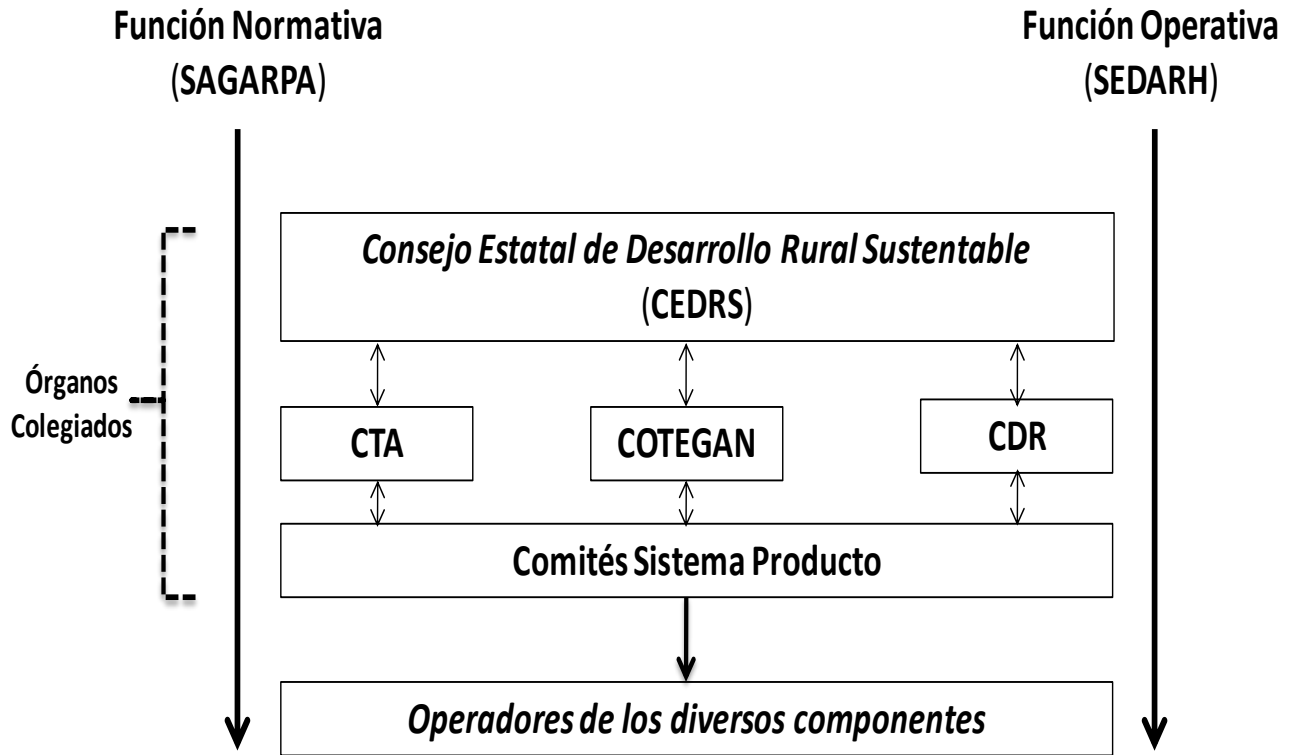 Función Normativa
(SAGARPA)
Función Operativa
(SEDARH)
Consejo Estatal de Desarrollo Rural Sustentable
(CEDRS)
Órganos
Colegiados
CTA
COTEGAN
CDR
Comités Sistema Producto
Operadores de los diversos componentes